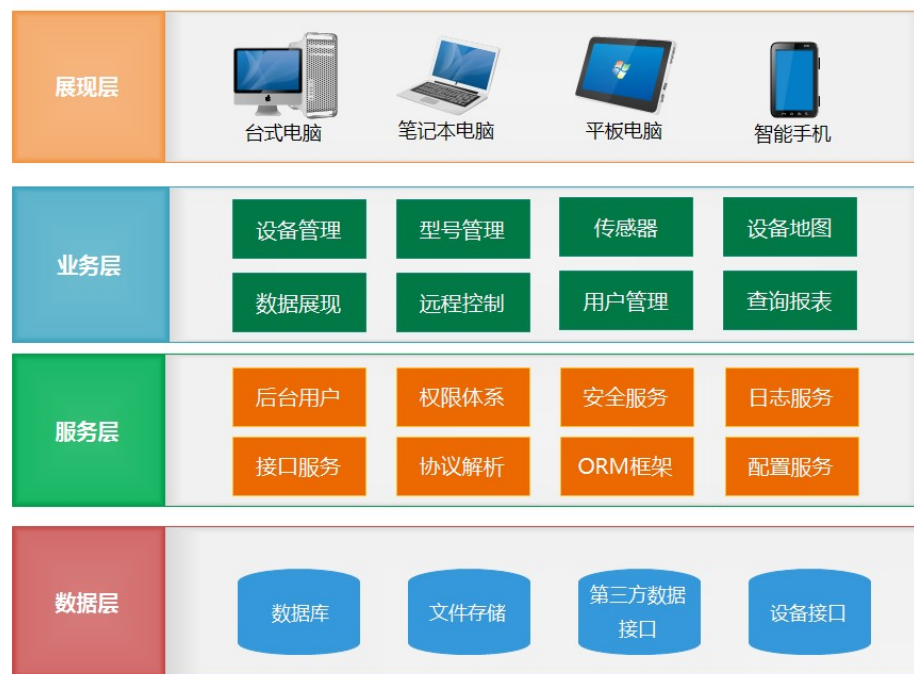 展现层
台式电脑
笔记本电脑
平板电脑
智能手机
业务层
设备管理
型号管理
传感器
设备地图
数据展现
远程控制
用户管理
查询报表
服务层
后台用户
权限体系
安全服务
日志服务
接口服务
协议解析
ORM框架
配置服务
数据层
数据库
文件存储
第三方数据
接口
设备接口